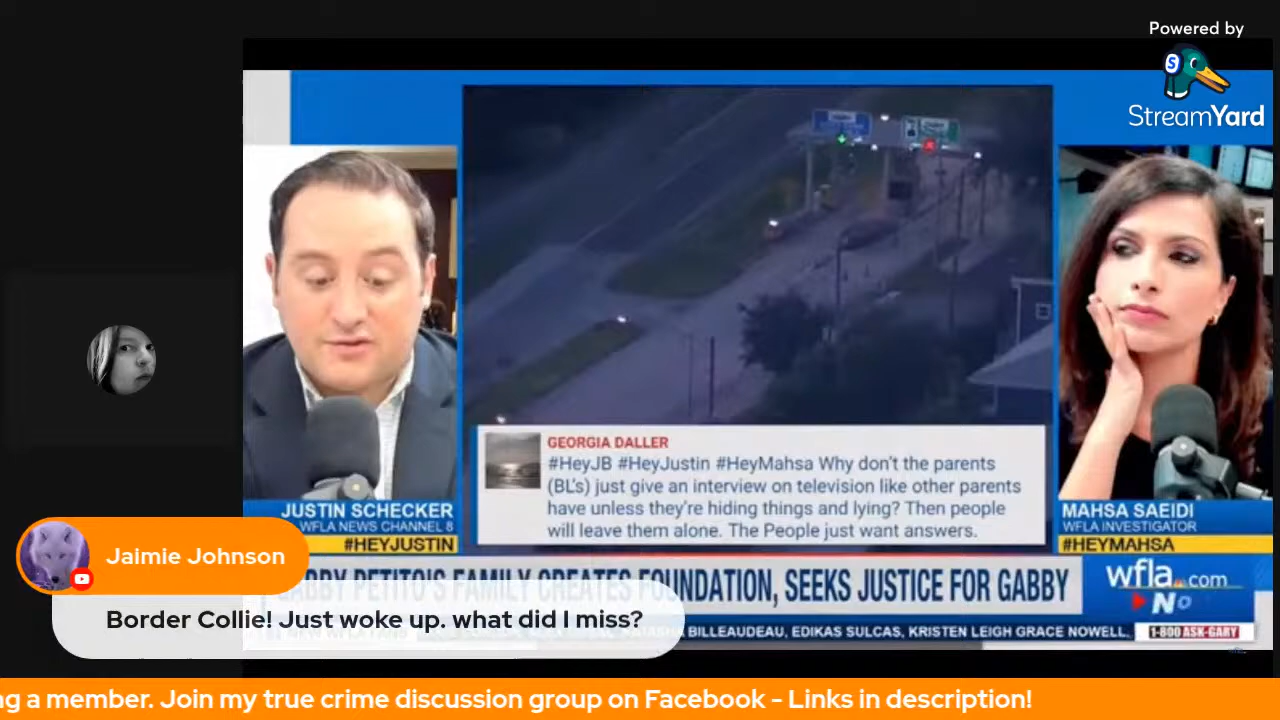 Powered by
StreamYard
GEORGIA DALLER
#HeyJB #HeyJustin #HeyMahsa Why don't the parents
(BL's) just give an interview on television like other parents
have unless they're hiding things and lying? Then people
will leave them alone. The People just want answers.
JUSTIN SCHECKER
WFLA NEWS CHANNEL 8
#HEYJUSTIN
MAHSA SAEIDI
WFLA INVESTIGATOR
#HEYMAHSA
Jaimie Johnson
Border Collie! Just woke up. what did I miss?
GABBY PETITO'S FAMILY CREATES FOUNDATION, SEEKS JUSTICE FOR GABBY
wfla.com
BILLEAUDEAU, EDIKAS SULCAS, KRISTEN LEIGH GRACE NOWELL,
1-800 ASK-GARY
ng a member. Join my true crime discussion group on Facebook - Links in description!